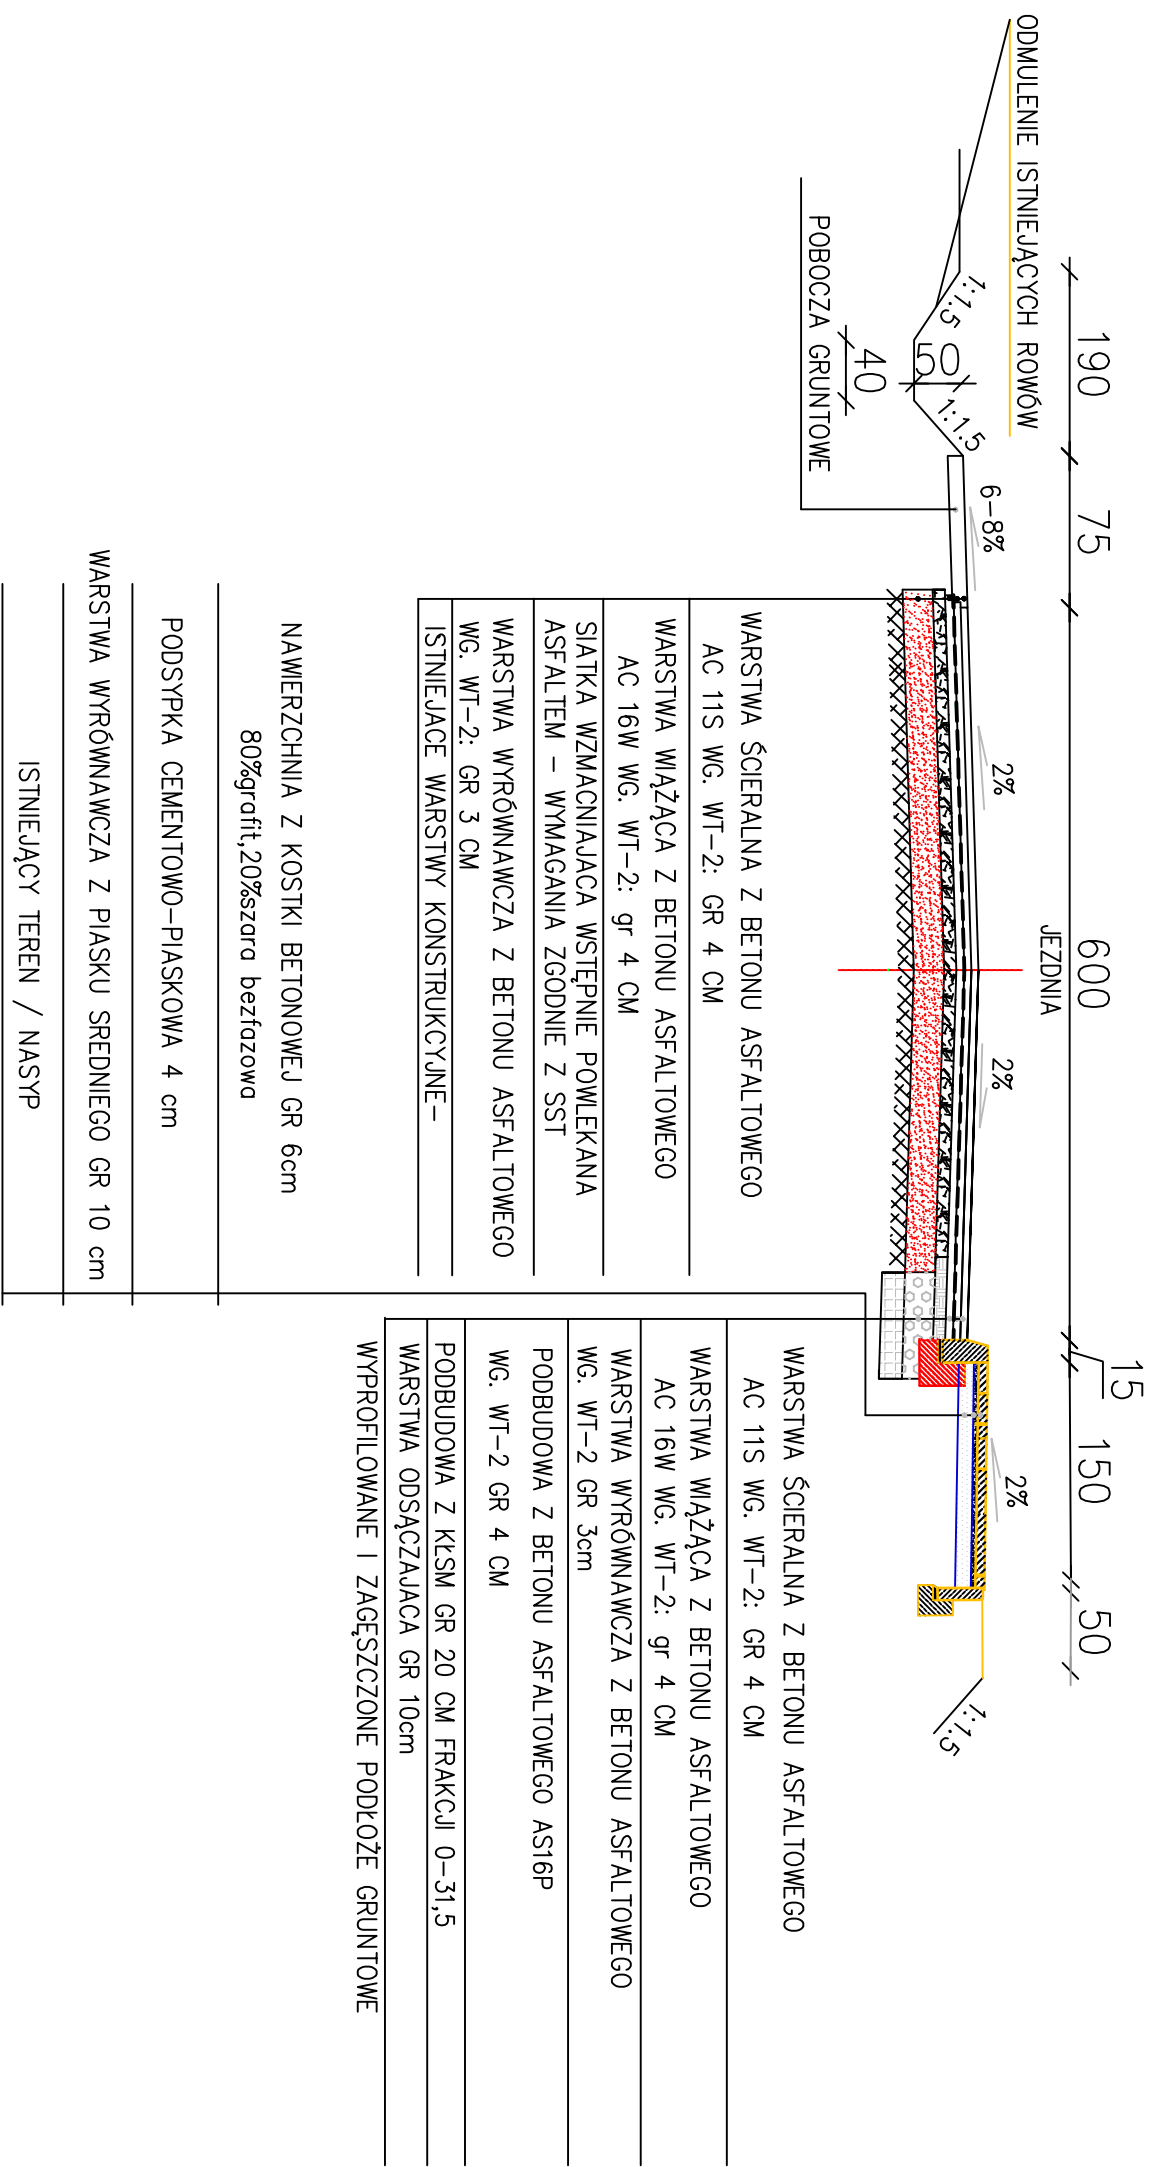 ODMULENIE ISTNIEJĄCYCH ROWÓW
190
75
600
JEZDNIA
15
150
50
1:1.5
50
40
1:1.5
6-8%
2%
2%
2%
1:1.5
POBOCZA GRUNTOWE
WARSTWA ŚCIERALNA Z BETONU ASFALTOWEGO
AC 11S WG. WT-2: GR 4 CM
WARSTWA WIĄŻĄCA Z BETONU ASFALTOWEGO
AC 16W WG. WT-2: gr 4 CM
SIATKA WZMACNIAJACA WSTĘPNIE POWLEKANA
ASFALTEM - WYMAGANIA ZGODNIE Z SST
WARSTWA WYRÓWNAWCZA Z BETONU ASFALTOWEGO
WG. WT-2: GR 3 CM
ISTNIEJACE WARSTWY KONSTRUKCYJNE-
WARSTWA ŚCIERALNA Z BETONU ASFALTOWEGO
AC 11S WG. WT-2: GR 4 CM
WARSTWA WIĄŻĄCA Z BETONU ASFALTOWEGO
AC 16W WG. WT-2: gr 4 CM
WARSTWA WYRÓWNAWCZA Z BETONU ASFALTOWEGO
WG. WT-2 GR 3cm
PODBUDOWA Z BETONU ASFALTOWEGO AS16P
WG. WT-2 GR 4 CM
PODBUDOWA Z KŁSM GR 20 CM FRAKCJI 0-31,5
WARSTWA ODSĄCZAJACA GR 10cm
WYPROFILOWANE I ZAGĘSZCZONE PODŁOŻE GRUNTOWE
NAWIERZCHNIA Z KOSTKI BETONOWEJ GR 6cm
80%grafit,20%szara bezfazowa
PODSYPKA CEMENTOWO-PIASKOWA 4 cm
WARSTWA WYRÓWNAWCZA Z PIASKU SREDNIEGO GR 10 cm
ISTNIEJĄCY TEREN / NASYP